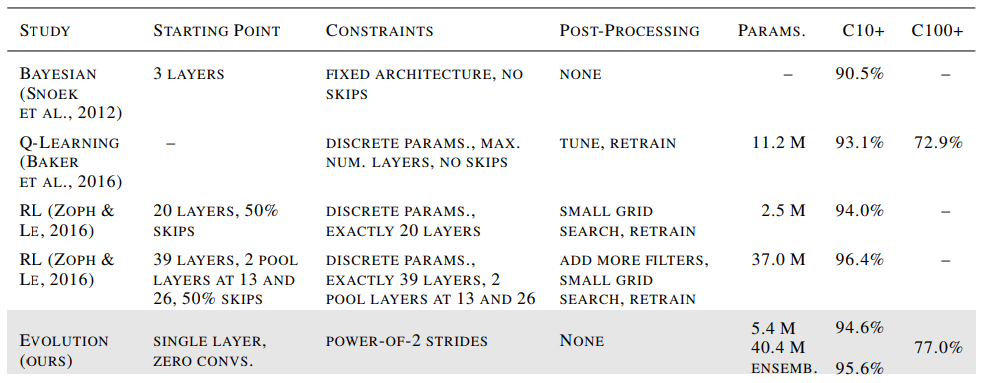 STUDY STARTING POINT CONSTRAINTS POST-PROCESSING PARAMS. C10+ C100+
BAYESIAN 3 LAYERS FIXED ARCHITECTURE, NO NONE – 90.5% –
(SNOEK SKIPS
ET AL., 2012)
Q-LEARNING – DISCRETE PARAMS., MAX. TUNE, RETRAIN 11.2 M 93.1% 72.9%
(BAKER NUM. LAYERS, NO SKIPS
ET AL., 2016)
RL (ZOPH & 20 LAYERS, 50% DISCRETE PARAMS., SMALL GRID 2.5 M 94.0% –
LE, 2016) SKIPS EXACTLY 20 LAYERS SEARCH, RETRAIN
RL (ZOPH & 39 LAYERS, 2 POOL DISCRETE PARAMS., ADD MORE FILTERS, 37.0 M 96.4% –
LE, 2016) LAYERS AT 13 AND EXACTLY 39 LAYERS, 2 SMALL GRID
26, 50% SKIPS POOL LAYERS AT 13 AND 26 SEARCH, RETRAIN
5.4 M 94.6%
EVOLUTION SINGLE LAYER, POWER-OF-2 STRIDES NONE 40.4 M 77.0%
(OURS) ZERO CONVS. ENSEMB. 95.6%